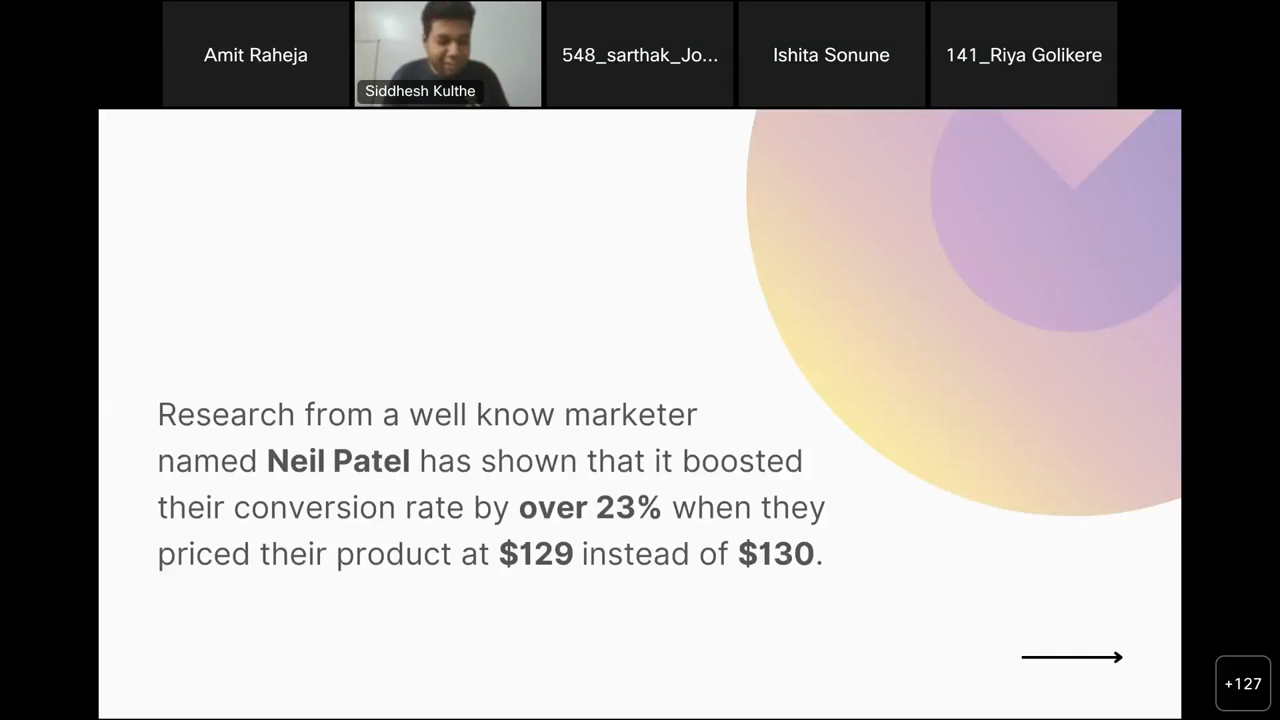 Amit Raheja
Siddhesh Kulthe
548_sarthak_Jo...
Ishita Sonune
141_Riya Golikere
Research from a well know marketer
named Neil Patel has shown that it boosted
their conversion rate by over 23% when they
priced their product at $129 instead of $130.
+127